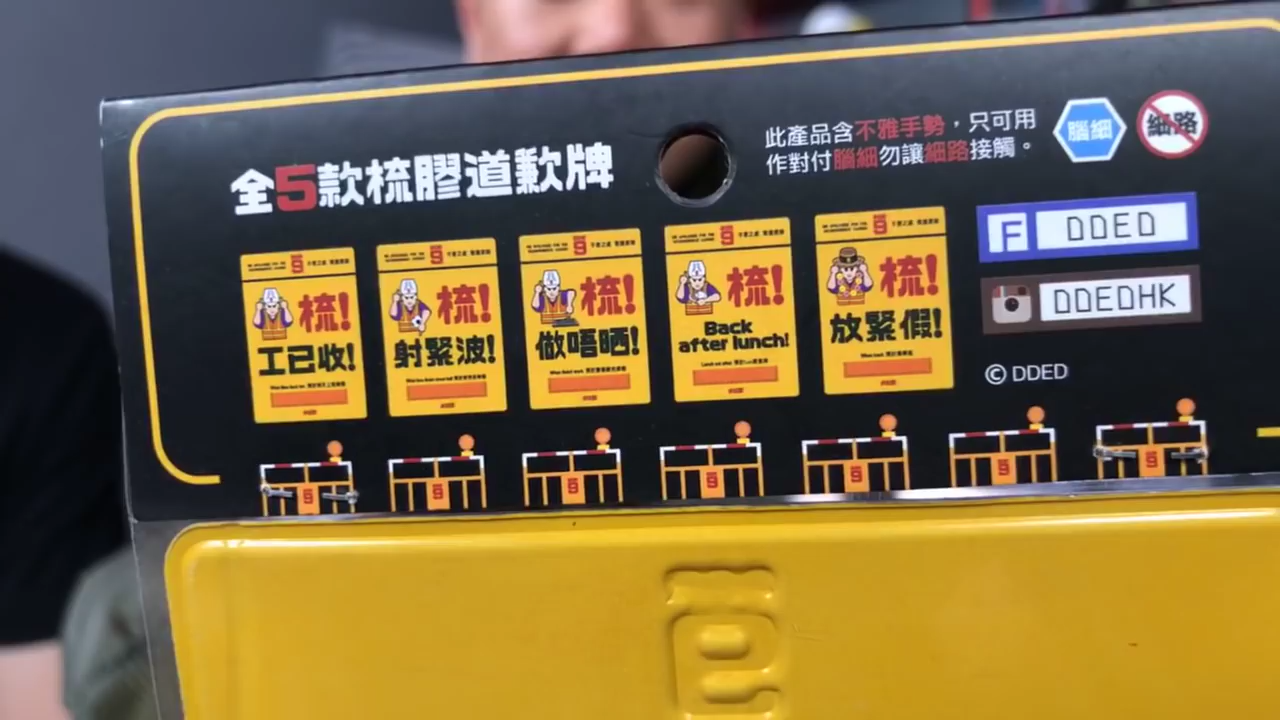 全5款梳膠道歉牌
此產品含不雅手勢，只可用
作對付腦細勿讓細路接觸。
腦細
細路
梳!
工已收!
梳!
射緊波!
梳!
做唔晒!
梳!
Back
after lunch!
梳!
放緊假!
F DDED
DDEDHK
© DDED